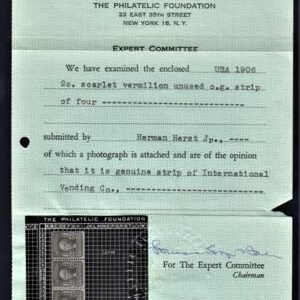 THE PHILATELIC FOUNDATION
22 EAST 35TH STREET
NEW YORK 16, N.Y.
EXPERT COMMITTEE
We have examined the enclosed USA 1908
2c. scarlet vermilion unused o.g. strip
of four
submitted by Herman Herst Jr., ----
of which a photograph is attached and are of the opinion
that it is genuine strip of International
Vending Co.,
THE PHILATELIC FOUNDATION
For The Expert Committee
Chairman